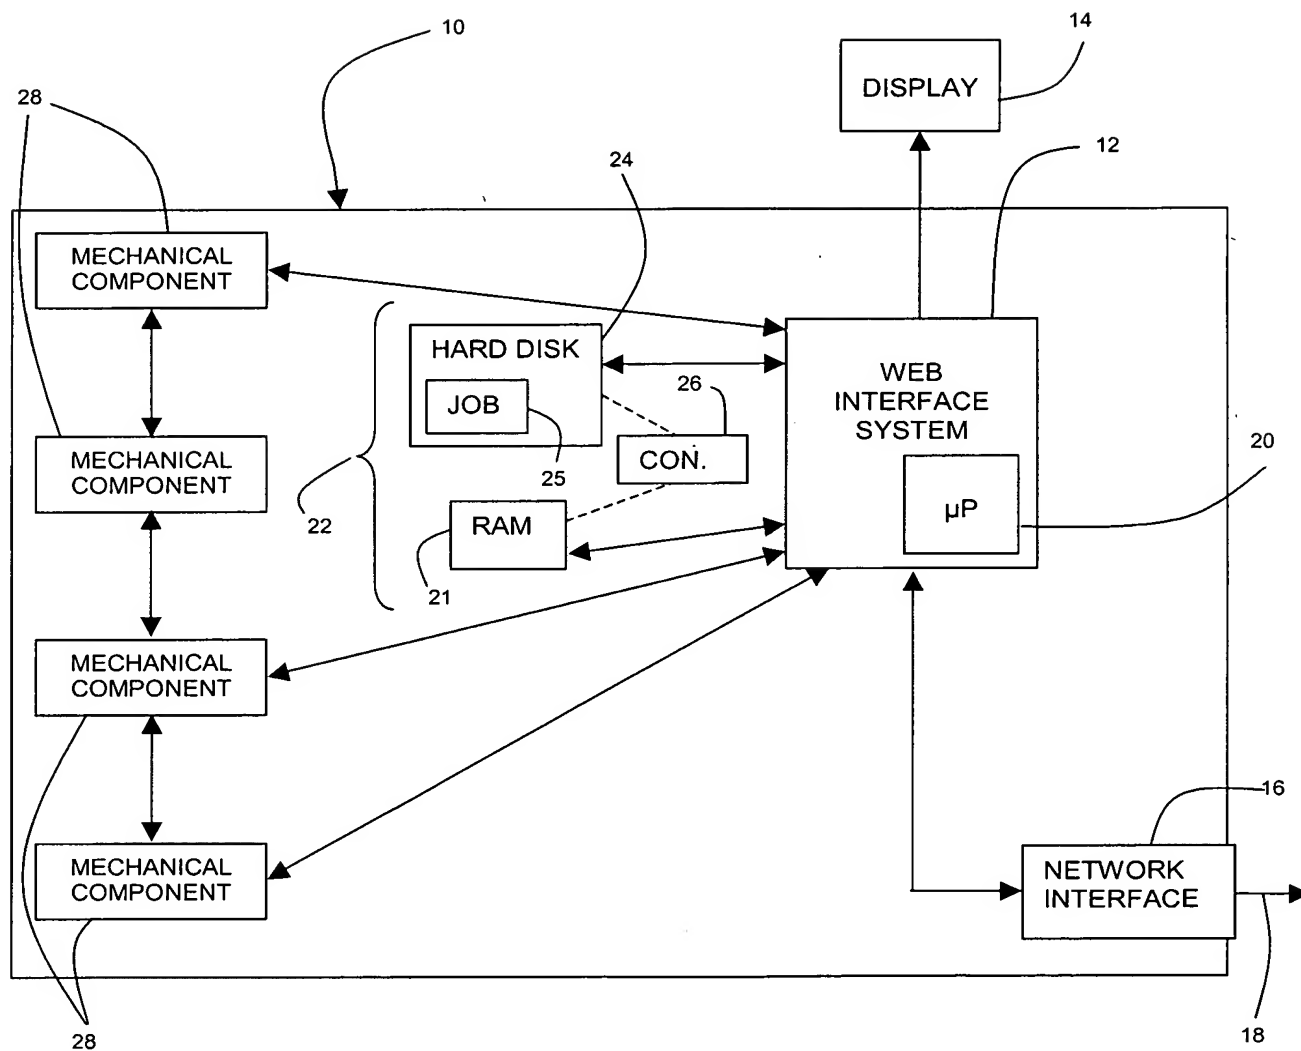 10
14
DISPLAY
28
12
24
MECHANICAL
COMPONENT
HARD DISK
JOB
26
WEB
INTERFACE
SYSTEM
20
MECHANICAL
COMPONENT
CON.
25
22
RAM
µP
21
MECHANICAL
COMPONENT
16
MECHANICAL
COMPONENT
NETWORK
INTERFACE
28
18